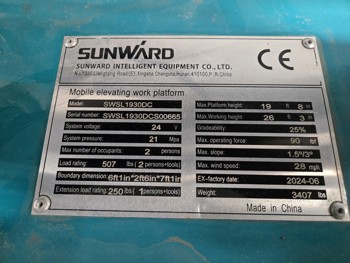 SUNWARD
CE
SUNWARD INTELLIGENT EQUIPMENT CO., LTD.
Mobile elevating work platform
Model: SWSL1930DC
Serial number: SWSL1930DCS00665
System voltage: 24 V
System pressure: 21 Mpa
Max number of occupants: 2 persons
Load rating: 507 lbs ( 2persons+tools)
Boundary dimension: 6ft1in*2ft6in*7ft1in
Extension load rating: 250 lbs ( 1persons+tools)
Max.Platform height: 19 ft 8 in
Max.Working height: 26 ft 3 in
Gradeability: 25%
Max. operating force: 90 lbf
Max. slope: 1.5°/3°
Max. wind speed: 28 mph
EX-factory date: 2024-06
Weight: 3407 lbs
Made in China